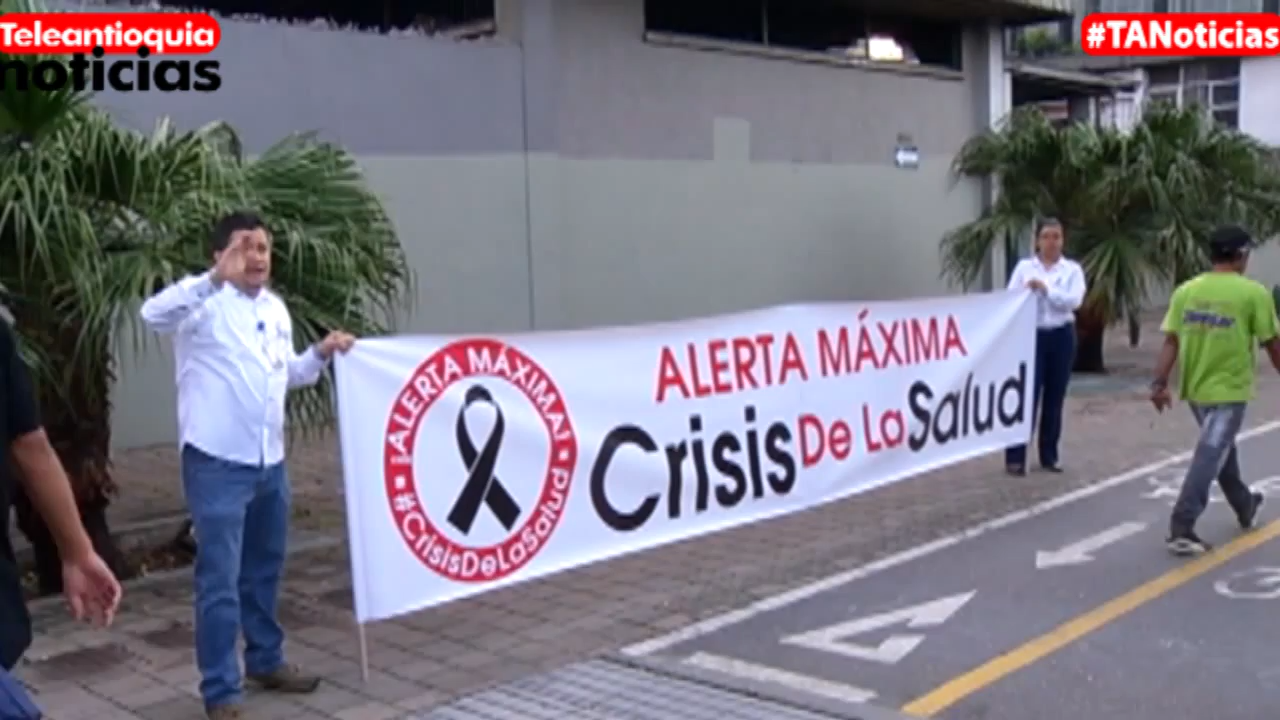 Teleantioquia
noticias
#TANoticias
ALERTA MÁXIMA
Crisis De La Salud
¡ALERTA MÁXIMA!
#CrisisDeLaSalud